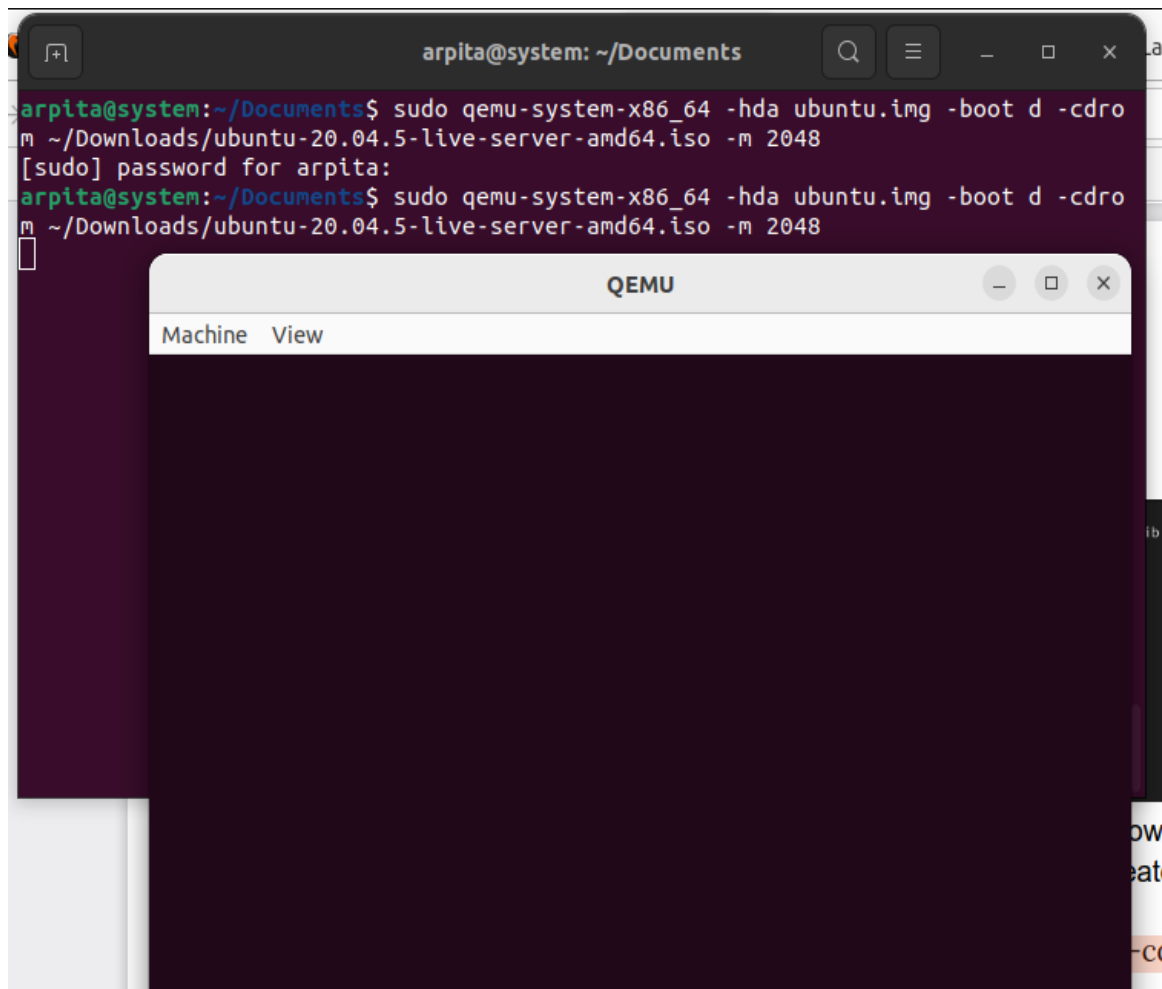 arpita@system: ~/Documents
arpita@system:~/Documents$ sudo qemu-system-x86_64 -hda ubuntu.img -boot d -cdro
m ~/Downloads/ubuntu-20.04.5-live-server-amd64.iso -m 2048
[sudo] password for arpita:
arpita@system:~/Documents$ sudo qemu-system-x86_64 -hda ubuntu.img -boot d -cdro
m ~/Downloads/ubuntu-20.04.5-live-server-amd64.iso -m 2048
QEMU
Machine View